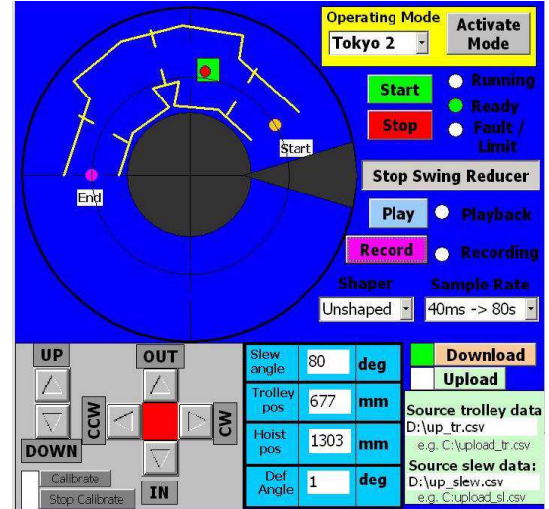 Operating Mode
Tokyo 2
Activate
Mode
Start
Running
Ready
Stop
Fault /
Limit
Start
End
Stop Swing Reducer
Play
Playback
Record
Recording
Shaper
Sample Rate
Unshaped
40ms -> 80s
UP
OUT
CCW
CW
DOWN
IN
Calibrate
Stop Calibrate
Slew
angle
80
deg
Trolley
pos
677
mm
Hoist
pos
1303
mm
Def
Angle
1
deg
Download
Upload
Source trolley data
D:\up_tr.csv
e.g. C:\upload_tr.csv
Source slew data:
D:\up_slew.csv
e.g. C:upload_sl.csv